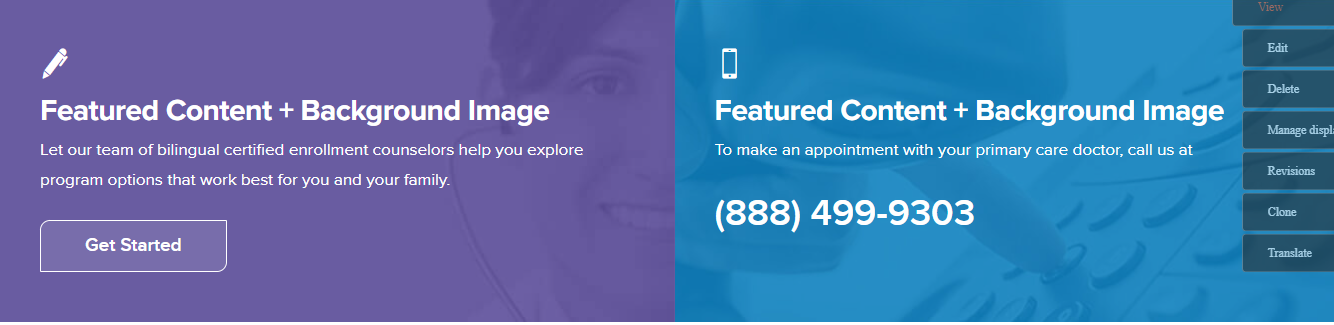 Featured Content + Background Image
Let our team of bilingual certified enrollment counselors help you explore
program options that work best for you and your family.
Get Started
Featured Content + Background Image
To make an appointment with your primary care doctor, call us at
(888) 499-9303
View
Edit
Delete
Manage displ
Revisions
Clone
Translate